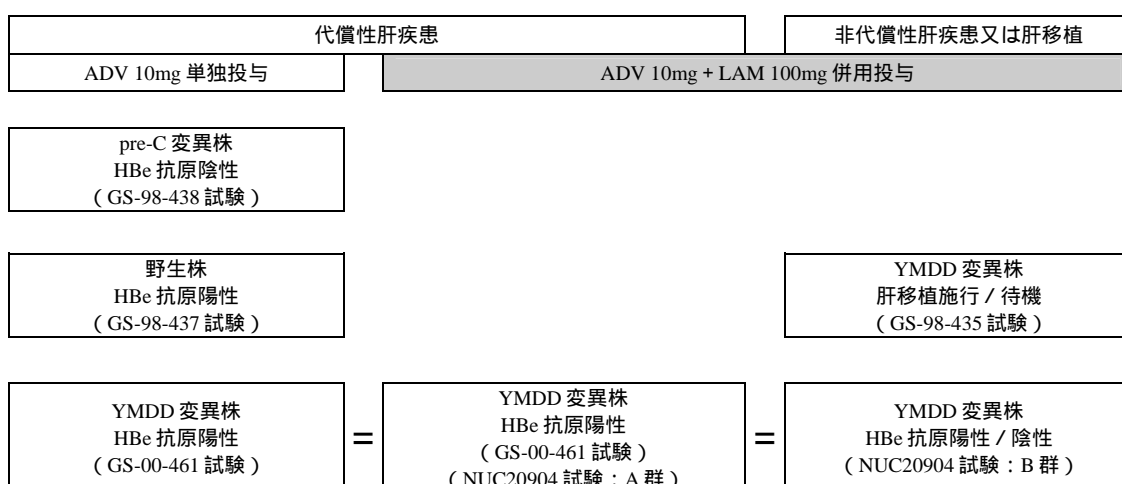 代償性肝疾患
非代償性肝疾患又は肝移植
ADV 10mg 単独投与
ADV 10mg + LAM 100mg 併用投与
pre-C 変異株
HBe 抗原陰性
( GS-98-438 試験 )
野生株
HBe 抗原陽性
( GS-98-437 試験 )
YMDD 変異株
肝移植施行 / 待機
( GS-98-435 試験 )
YMDD 変異株
HBe 抗原陽性
( GS-00-461 試験 )
=
YMDD 変異株
HBe 抗原陽性
( GS-00-461 試験 )
( NUC20904 試験：A 群 )
=
YMDD 変異株
HBe 抗原陽性 / 陰性
( NUC20904 試験：B 群 )